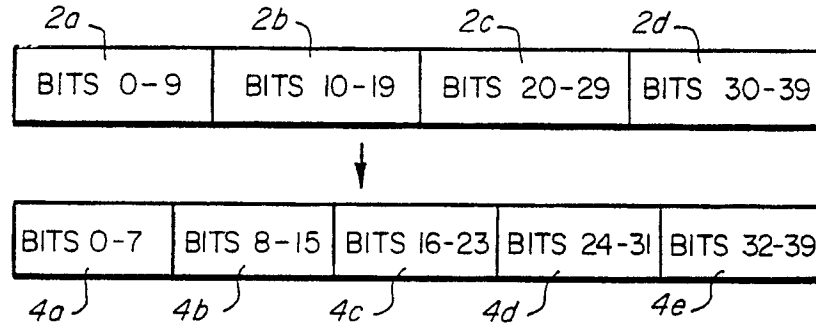 2a 2b 2c 2d
BITS 0-9 BITS 10-19 BITS 20-29 BITS 30-39
BITS 0-7 BITS 8-15 BITS 16-23 BITS 24-31 BITS 32-39
4a 4b 4c 4d 4e